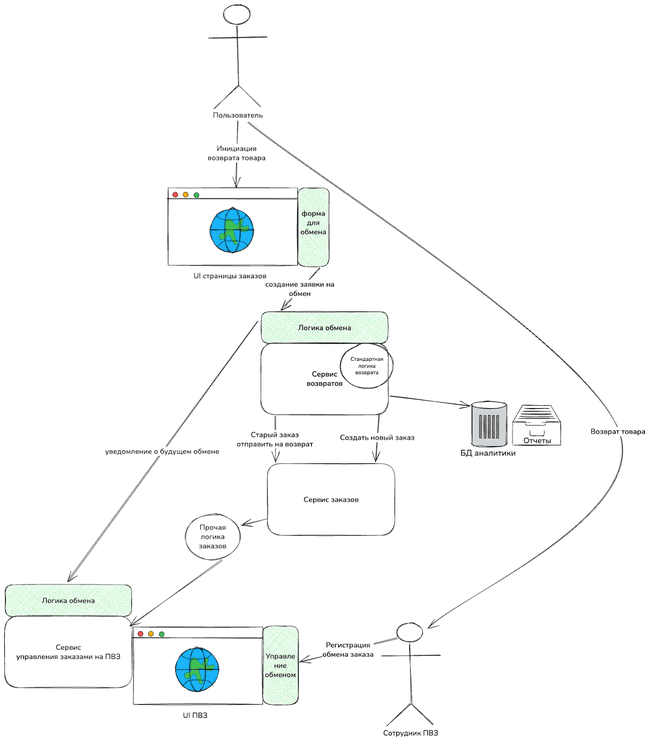 Пользователь
Инициация
возврата товара
форма
для
обмена
UI страницы заказов
создание заявки на
обмен
Логика обмена
Стандартная
логика
возврата
Сервис
возвратов
Отчеты
БД аналитики
Возврат товара
Старый заказ
отправить на возврат
Создать новый заказ
уведомление о будущем обмене
Сервис заказов
Прочая
логика
заказов
Логика обмена
Сервис
управления заказами на ПВЗ
Управле
ние
обменом
UI ПВЗ
Регистрация
обмена заказа
Сотрудник ПВЗ